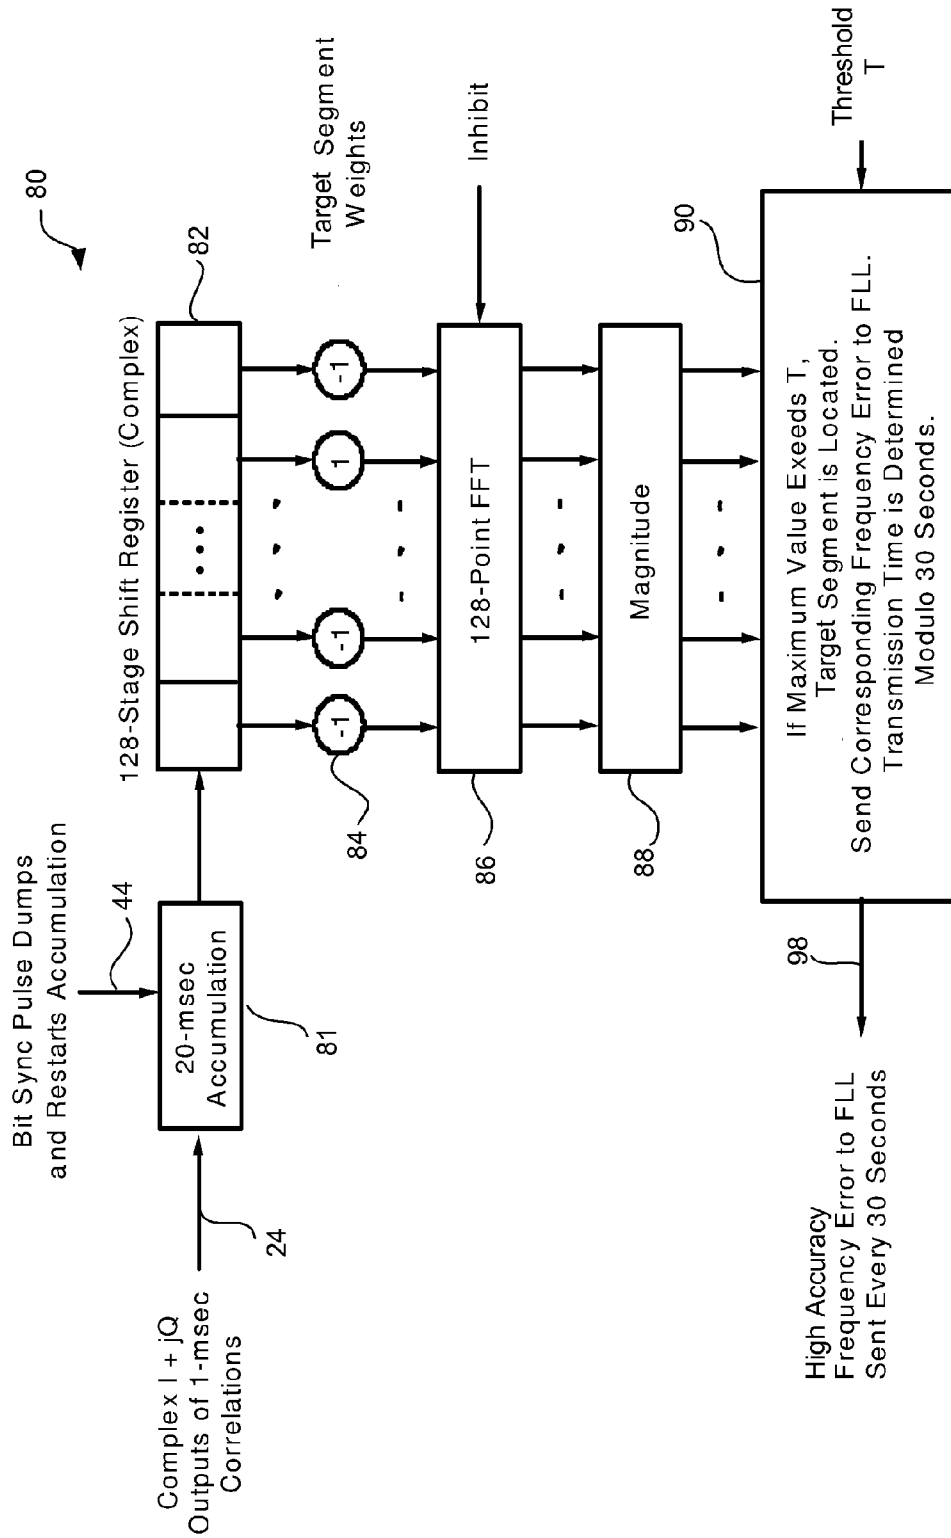 80
Bit Sync Pulse Dumps
and Restarts Accumulation
44
128-Stage Shift Register (Complex)
82
Complex I + jQ
Outputs of 1-msec
Correlations
24
20-msec
Accumulation
81
Target Segment
Weights
84
-1
-1
1
-1
128-Point FFT
86
Inhibit
Magnitude
88
90
If Maximum Value Exceeds T,
Target Segment is Located.
Send Corresponding Frequency Error to FLL.
Transmission Time is Determined
Modulo 30 Seconds.
Threshold
T
98
High Accuracy
Frequency Error to FLL
Sent Every 30 Seconds